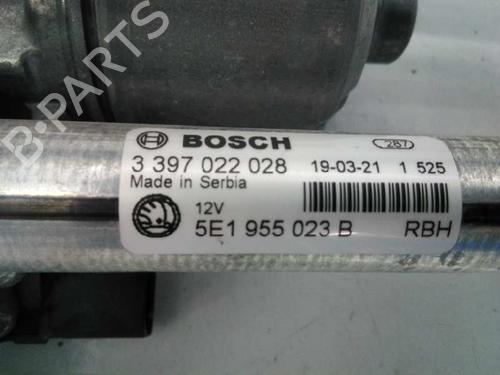 B-PARTS
BOSCH
287
3 397 022 028
19-03-21 1 525
Made in Serbia
12V
5E1 955 023 B
RBH